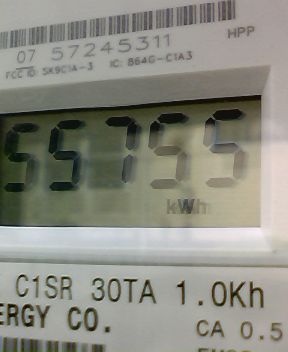 07 57245311
HPP
FCC ID: SK9C1A-3 IC: 864G-C1A3
55755
kWh
C1SR 30TA 1.0Kh
ERGY CO.
CA 0.5